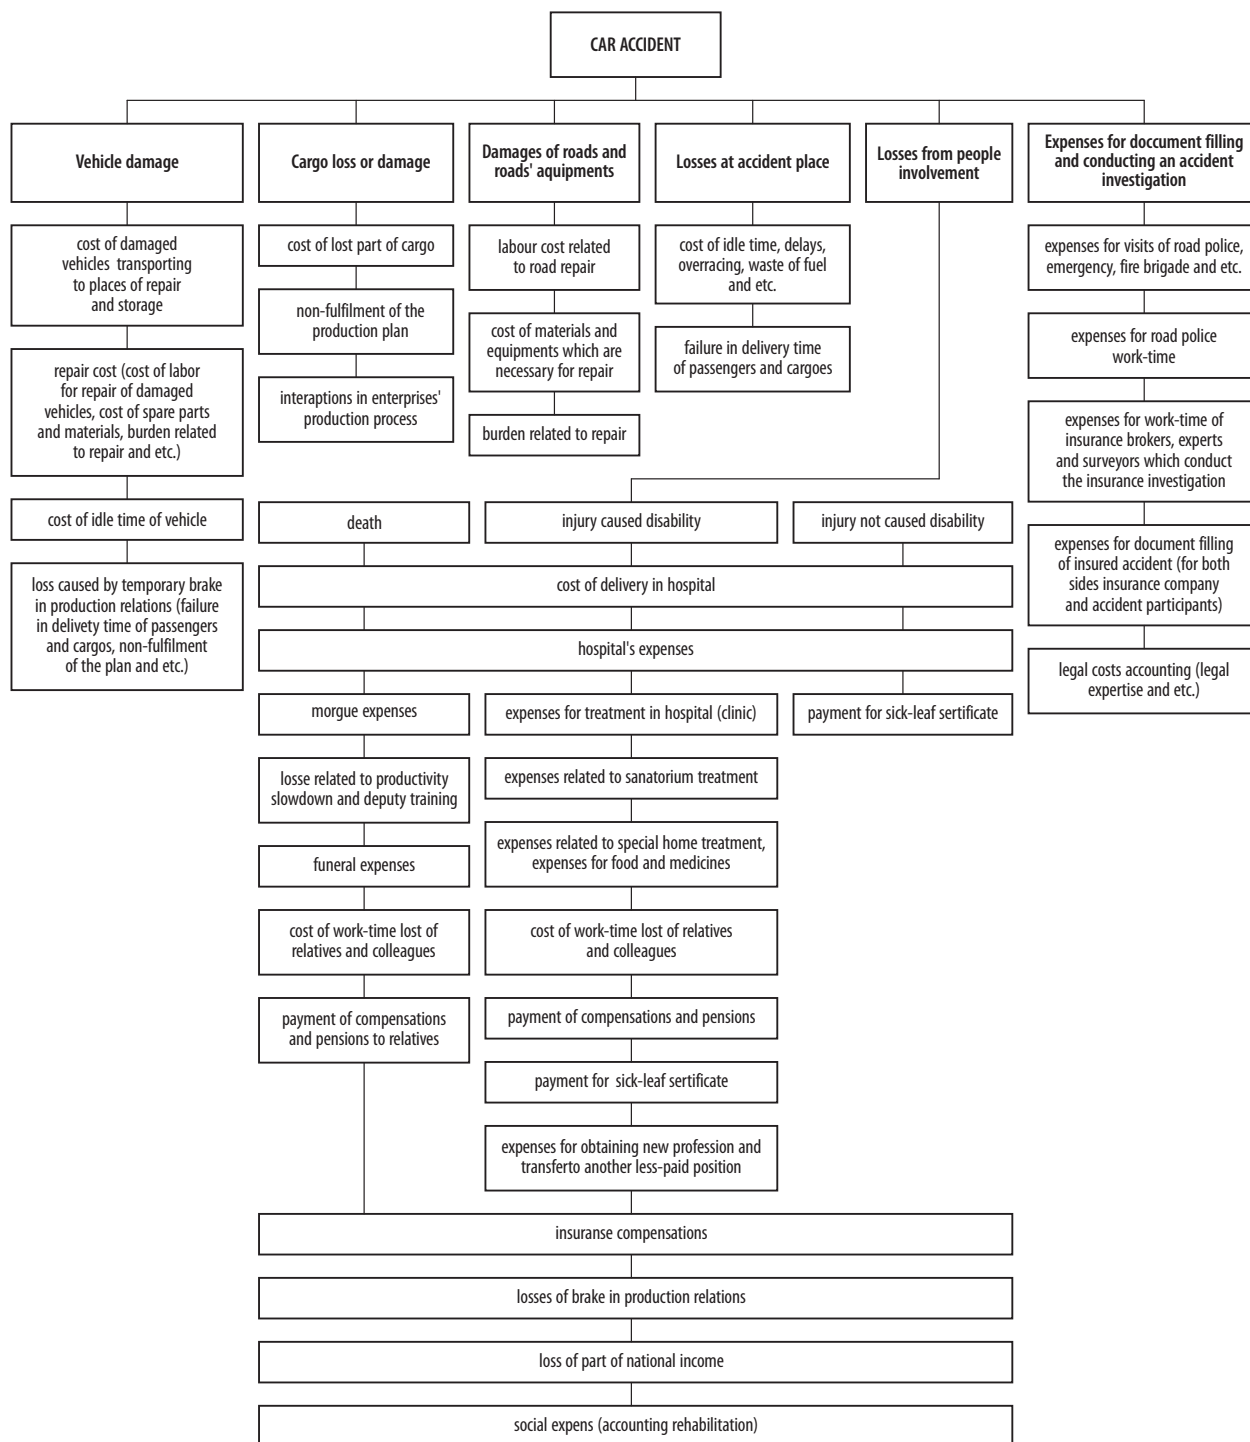 CAR ACCIDENT
Vehicle damage
cost of damaged
vehicles transporting
to places of repair
and storage
repair cost (cost of labor
for repair of damaged
vehicles, cost of spare parts
and materials, burden related
to repair and etc.)
cost of idle time of vehicle
loss caused by temporary brake
in production relations (failure
in delivety time of passengers
and cargos, non-fulfilment
of the plan and etc.)
Cargo loss or damage
cost of lost part of cargo
non-fulfilment of the
production plan
interaptions in enterprises'
production process
Damages of roads and
roads' aquipments
labour cost related
to road repair
cost of materials and
equipments which are
necessary for repair
burden related to repair
Losses at accident place
cost of idle time, delays,
overracing, waste of fuel
and etc.
failure in delivery time
of passengers and cargoes
Losses from people
involvement
death
injury caused disability
injury not caused disability
cost of delivery in hospital
hospital's expenses
morgue expenses
losse related to productivity
slowdown and deputy training
funeral expenses
cost of work-time lost of
relatives and colleagues
payment of compensations
and pensions to relatives
expenses for treatment in hospital (clinic)
expenses related to sanatorium treatment
expenses related to special home treatment,
expenses for food and medicines
cost of work-time lost of relatives
and colleagues
payment of compensations and pensions
payment for sick-leaf sertificate
expenses for obtaining new profession and
transferto another less-paid position
payment for sick-leaf sertificate
insuranse compensations
losses of brake in production relations
loss of part of national income
social expens (accounting rehabilitation)
Expenses for doccument filling
and conducting an accident
investigation
expenses for visits of road police,
emergency, fire brigade and etc.
expenses for road police
work-time
expenses for work-time of
insurance brokers, experts
and surveyors which conduct
the insurance investigation
expenses for document filling
of insured accident (for both
sides insurance company
and accident participants)
legal costs accounting (legal
expertise and etc.)